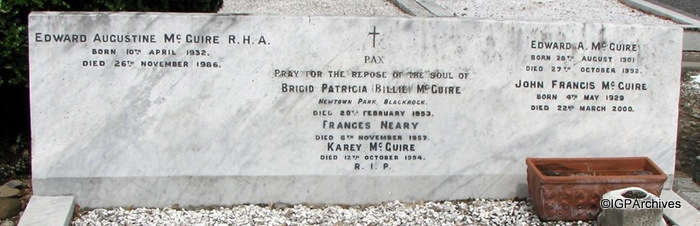 Edward Augustine McGuire R.H.A.
Born 10th April 1932.
Died 26th November 1986.
PAX
Pray for the repose of the soul of
Brigid Patricia (Billie) McGuire
Newtown Park, Blackrock.
Died 20th February 1953.
Frances Neary
Died 6th November 1957.
Karey McGuire
Died 12th October 1994.
R. I. P.
Edward A. McGuire
Born 28th August 1901
Died 27th October 1992.
John Francis McGuire
Born 4th May 1929
Died 22nd March 2000.
©IGPArchives